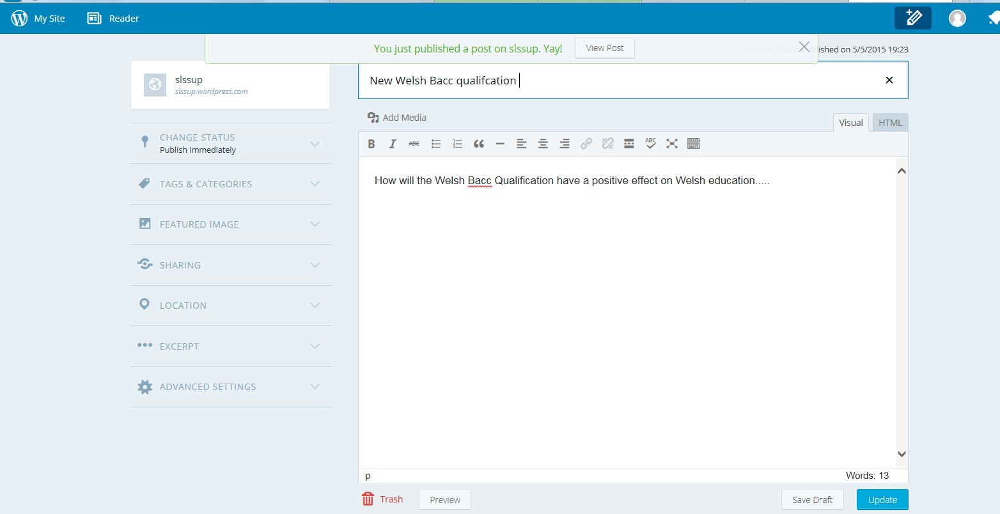 My Site
Reader
You just published a post on slssup. Yay!
View Post
ished on 5/5/2015 19:23
slssup
slssup.wordpress.com
New Welsh Bacc qualifcation
Add Media
Visual
HTML
CHANGE STATUS
Publish Immediately
B I ABC ABC
How will the Welsh Bacc Qualification have a positive effect on Welsh education.....
TAGS & CATEGORIES
FEATURED IMAGE
SHARING
LOCATION
EXCERPT
ADVANCED SETTINGS
p
Words: 13
Trash
Preview
Save Draft
Update